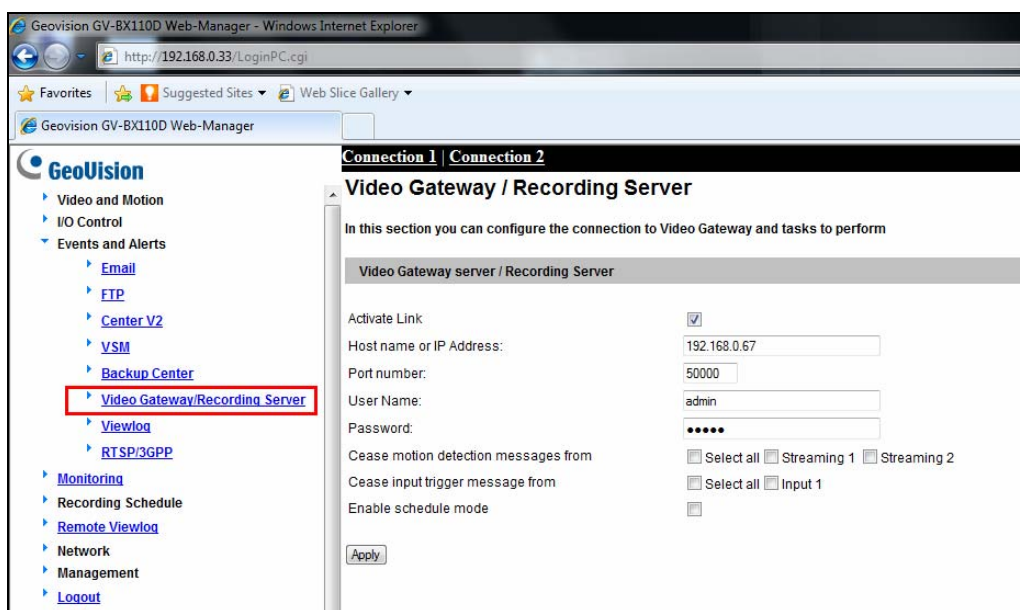 Geovision GV-BX110D Web-Manager - Windows Internet Explorer
http://192.168.0.33/LoginPC.cgi
Favorites Suggested Sites Web Slice Gallery
Geovision GV-BX110D Web-Manager
GeoVision
Video and Motion
I/O Control
Events and Alerts
Email
FTP
Center V2
VSM
Backup Center
Video Gateway/Recording Server
Viewlog
RTSP/3GPP
Monitoring
Recording Schedule
Remote Viewlog
Network
Management
Logout
Connection 1 | Connection 2
Video Gateway / Recording Server
In this section you can configure the connection to Video Gateway and tasks to perform
Video Gateway server / Recording Server
Activate Link
Host name or IP Address: 192.168.0.67
Port number: 50000
User Name: admin
Password: •••••
Cease motion detection messages from Select all Streaming 1 Streaming 2
Cease input trigger message from Select all Input 1
Enable schedule mode
Apply